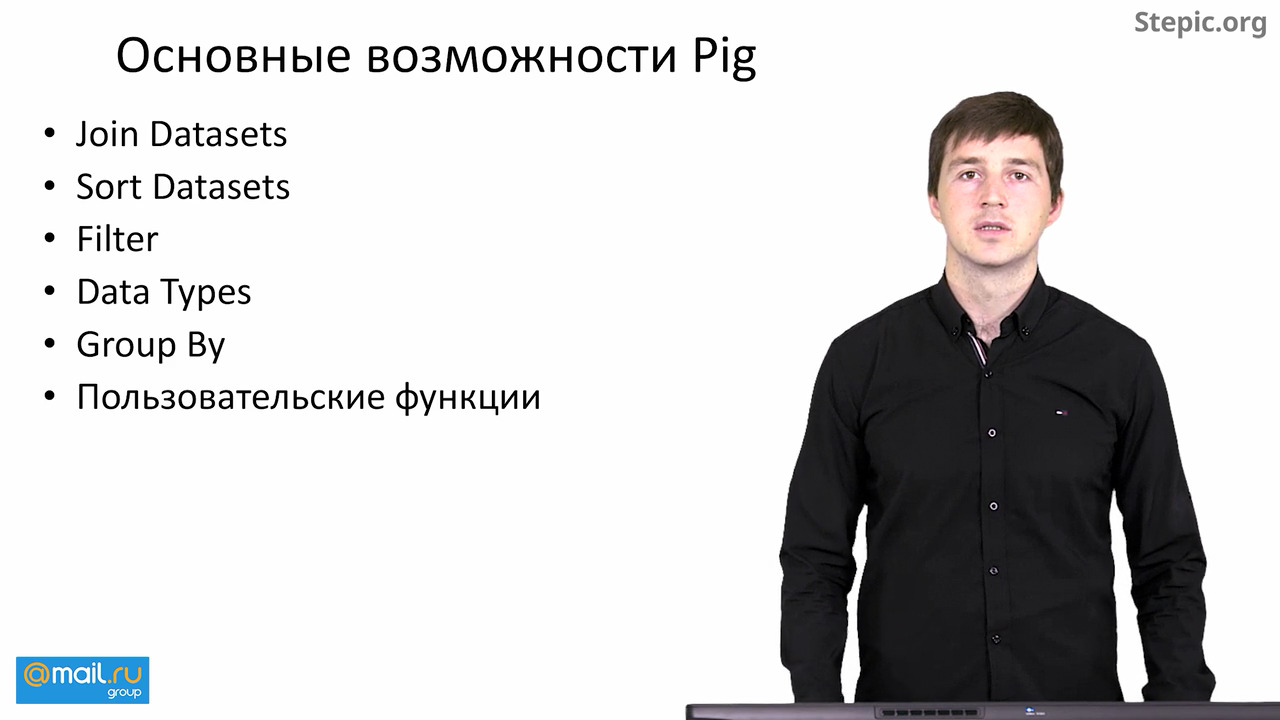 Stepic.org
Основные возможности Pig
• Join Datasets
• Sort Datasets
• Filter
• Data Types
• Group By
• Пользовательские функции
@mail.ru
group